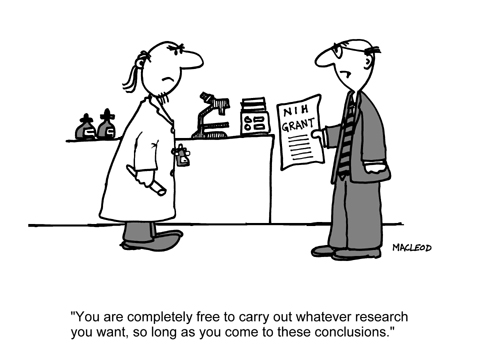 NIH
GRANT
MACLEOD
"You are completely free to carry out whatever research
you want, so long as you come to these conclusions."